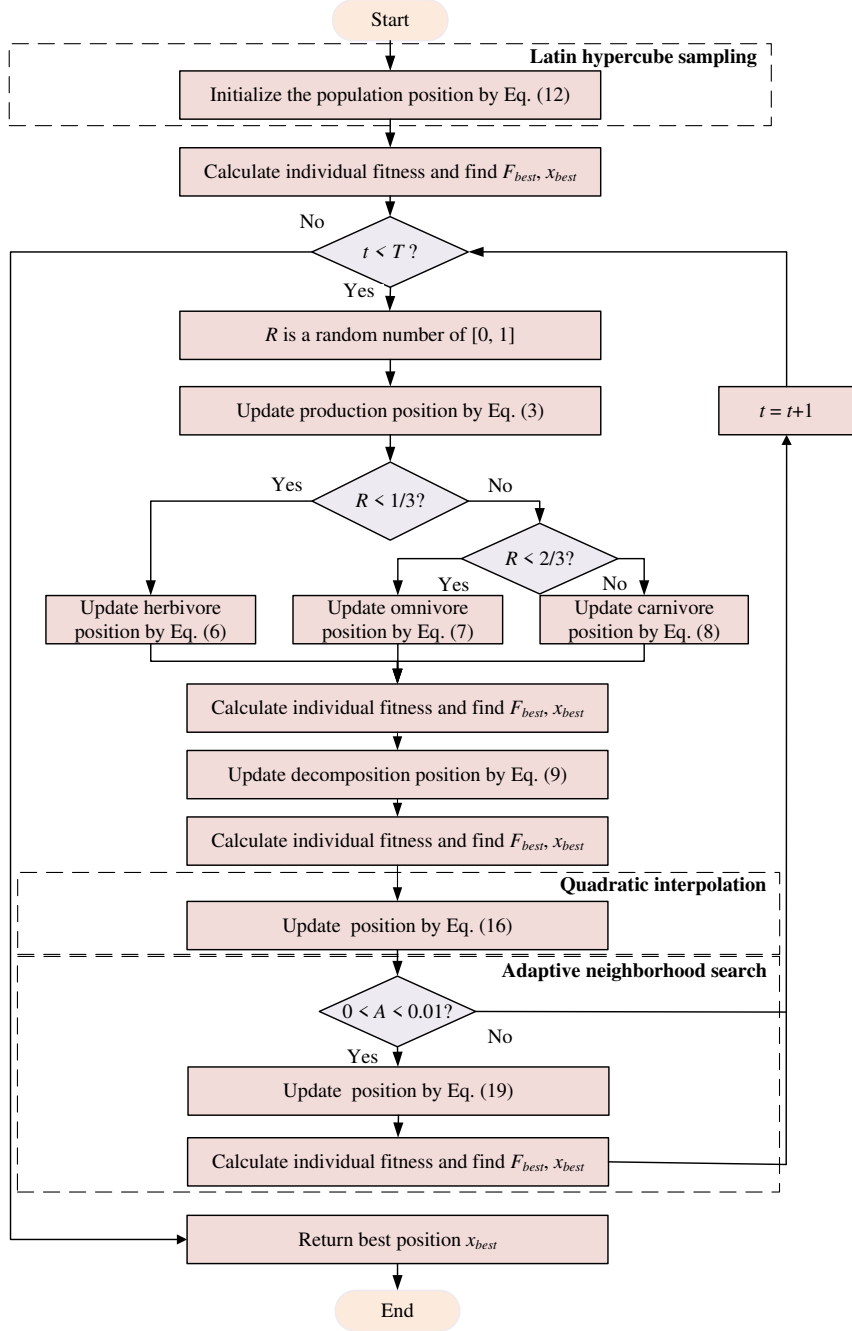 Start
Latin hypercube sampling
Initialize the population position by Eq. (12)
Calculate individual fitness and find F_best, x_best
No
t < T ?
Yes
R is a random number of [0, 1]
Update production position by Eq. (3)
t = t+1
Yes
R < 1/3?
No
R < 2/3?
Yes
No
Update herbivore
position by Eq. (6)
Update omnivore
position by Eq. (7)
Update carnivore
position by Eq. (8)
Calculate individual fitness and find F_best, x_best
Update decomposition position by Eq. (9)
Calculate individual fitness and find F_best, x_best
Quadratic interpolation
Update position by Eq. (16)
Adaptive neighborhood search
0 < A < 0.01?
No
Yes
Update position by Eq. (19)
Calculate individual fitness and find F_best, x_best
Return best position x_best
End